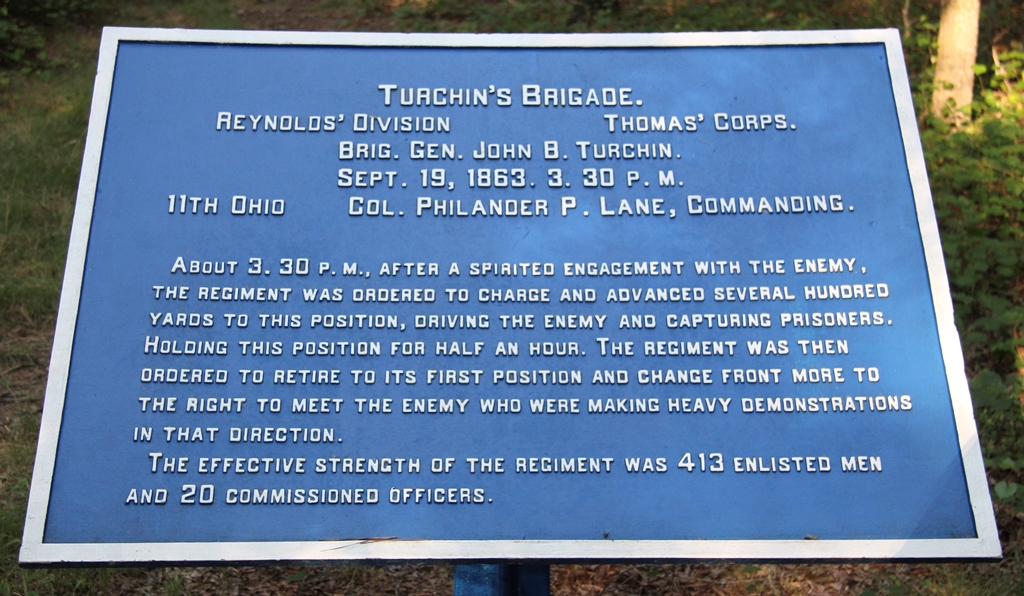 TURCHIN'S BRIGADE.
REYNOLDS' DIVISION THOMAS' CORPS.
BRIG. GEN. JOHN B. TURCHIN.
SEPT. 19, 1863. 3. 30 P. M.
11TH OHIO COL. PHILANDER P. LANE, COMMANDING.
ABOUT 3. 30 P. M., AFTER A SPIRITED ENGAGEMENT WITH THE ENEMY,
THE REGIMENT WAS ORDERED TO CHARGE AND ADVANCED SEVERAL HUNDRED
YARDS TO THIS POSITION, DRIVING THE ENEMY AND CAPTURING PRISONERS.
HOLDING THIS POSITION FOR HALF AN HOUR. THE REGIMENT WAS THEN
ORDERED TO RETIRE TO ITS FIRST POSITION AND CHANGE FRONT MORE TO
THE RIGHT TO MEET THE ENEMY WHO WERE MAKING HEAVY DEMONSTRATIONS
IN THAT DIRECTION.
THE EFFECTIVE STRENGTH OF THE REGIMENT WAS 413 ENLISTED MEN
AND 20 COMMISSIONED OFFICERS.